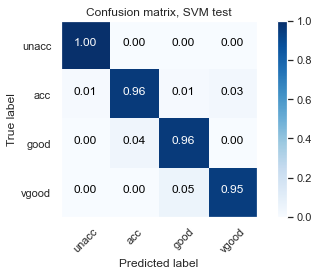 Confusion matrix, SVM test
True label
unacc 1.00 0.00 0.00 0.00
acc 0.01 0.96 0.01 0.03
good 0.00 0.04 0.96 0.00
vgood 0.00 0.00 0.05 0.95
unacc acc good vgood
Predicted label
1.0
0.8
0.6
0.4
0.2
0.0